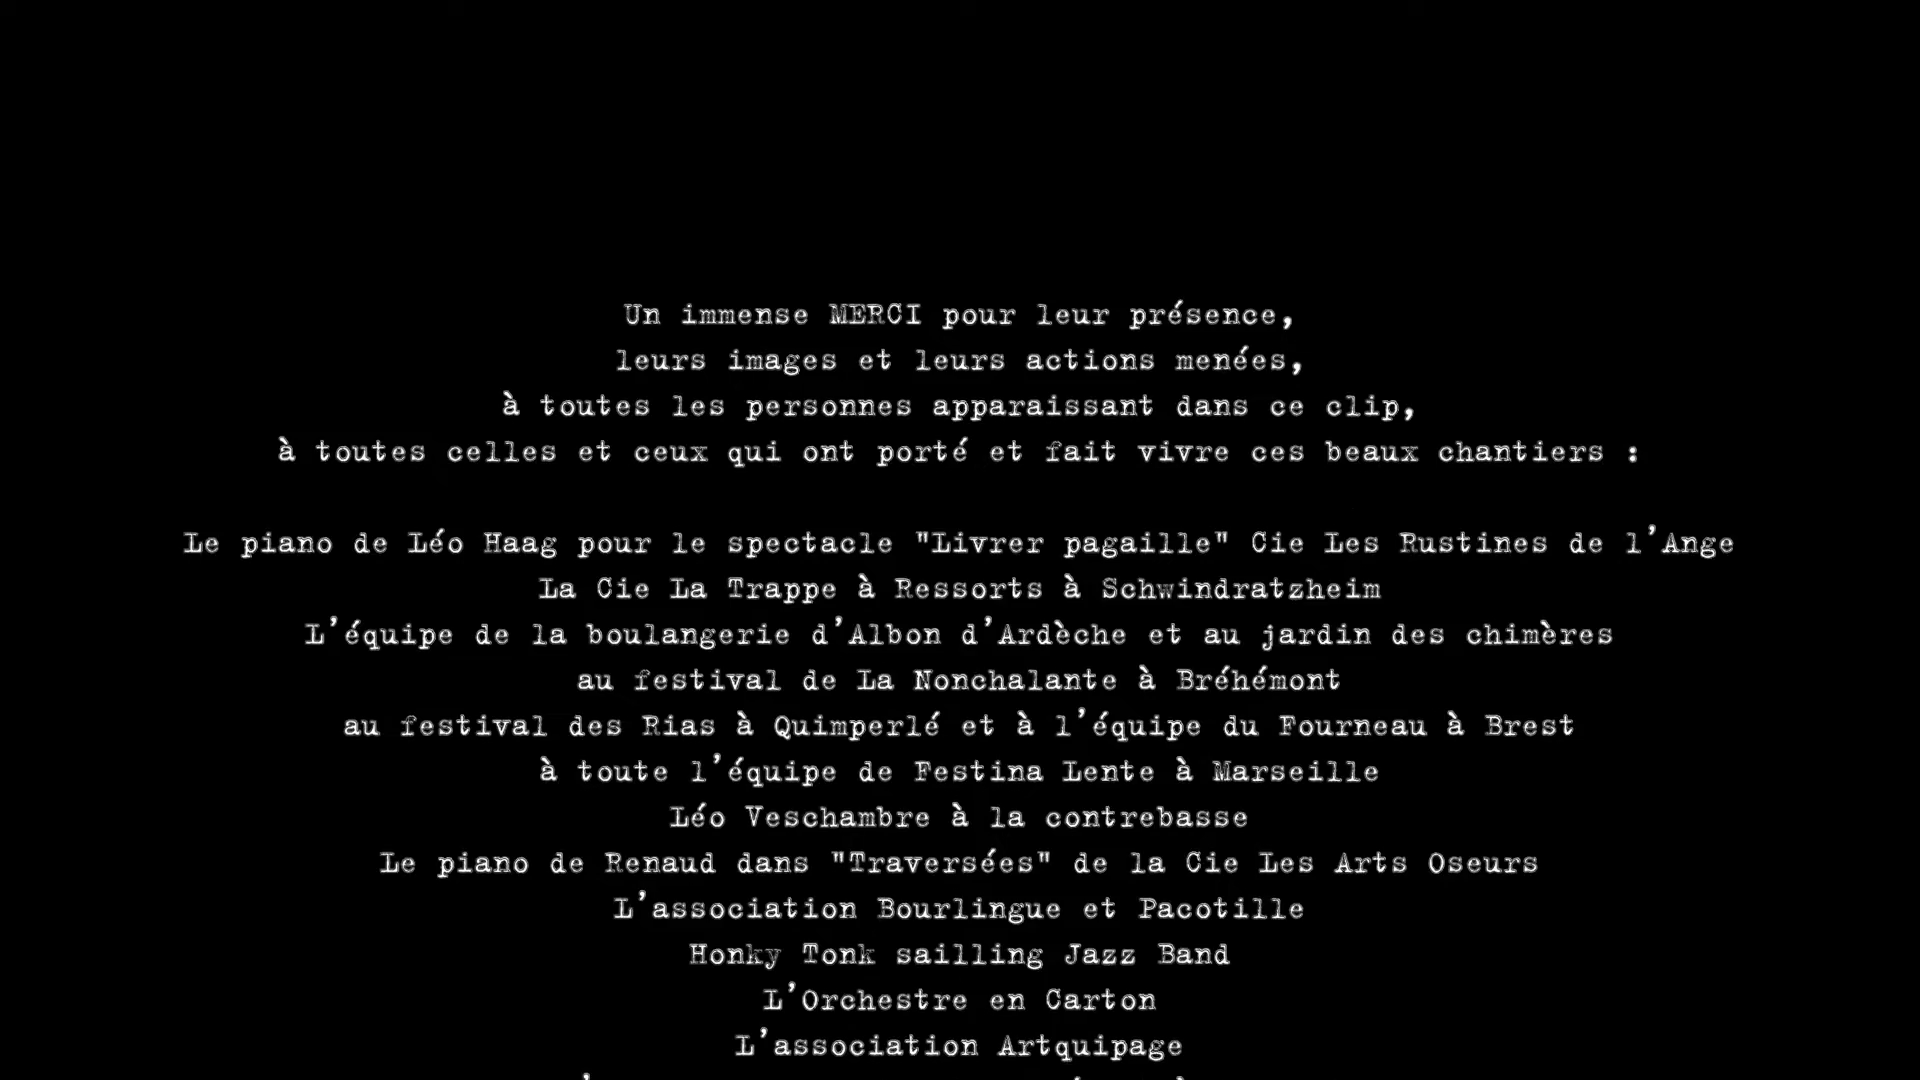 Un immense MERCI pour leur présence,
leurs images et leurs actions menées,
à toutes les personnes apparaissant dans ce clip,
à toutes celles et ceux qui ont porté et fait vivre ces beaux chantiers :
Le piano de Léo Haag pour le spectacle "Livrer pagaille" Cie Les Rustines de l'Ange
La Cie La Trappe à Ressorts à Schwindratzheim
L'équipe de la boulangerie d'Albon d'Ardèche et au jardin des chimères
au festival de La Nonchalante à Bréhémont
au festival des Rias à Quimperlé et à l'équipe du Fourneau à Brest
à toute l'équipe de Festina Lente à Marseille
Léo Veschambre à la contrebasse
Le piano de Renaud dans "Traversées" de la Cie Les Arts Oseurs
L'association Bourlingue et Pacotille
Honky Tonk sailling Jazz Band
L'Orchestre en Carton
L'association Artquipage